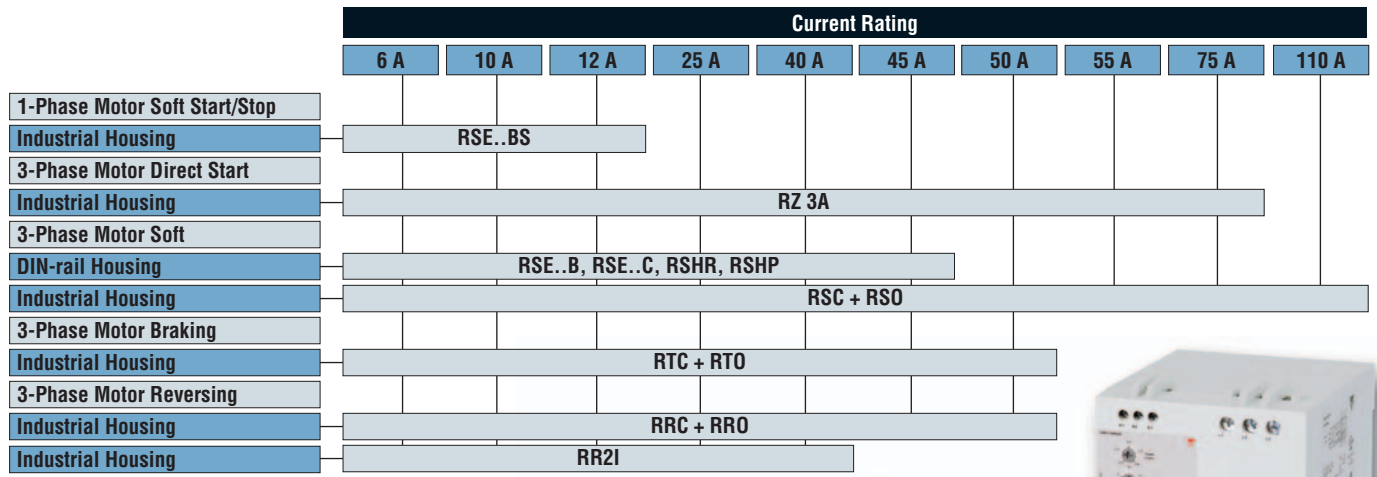 Current Rating
6 A 10 A 12 A 25 A 40 A 45 A 50 A 55 A 75 A 110 A
1-Phase Motor Soft Start/Stop
Industrial Housing RSE..BS
3-Phase Motor Direct Start
Industrial Housing RZ 3A
3-Phase Motor Soft
DIN-rail Housing RSE..B, RSE..C, RSHR, RSHP
Industrial Housing RSC + RSO
3-Phase Motor Braking
Industrial Housing RTC + RTO
3-Phase Motor Reversing
Industrial Housing RRC + RRO
Industrial Housing RR2I